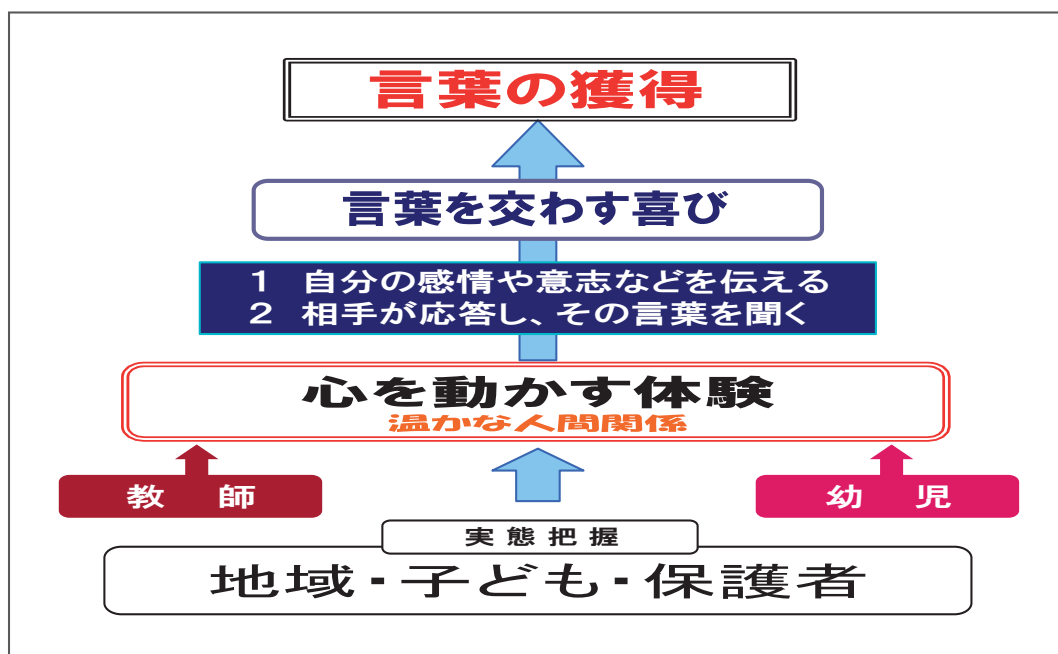 言葉の獲得
言葉を交わす喜び
1 自分の感情や意志などを伝える
2 相手が応答し、その言葉を聞く
心を動かす体験
温かな人間関係
教 師
幼 児
実態把握
地域・子ども・保護者